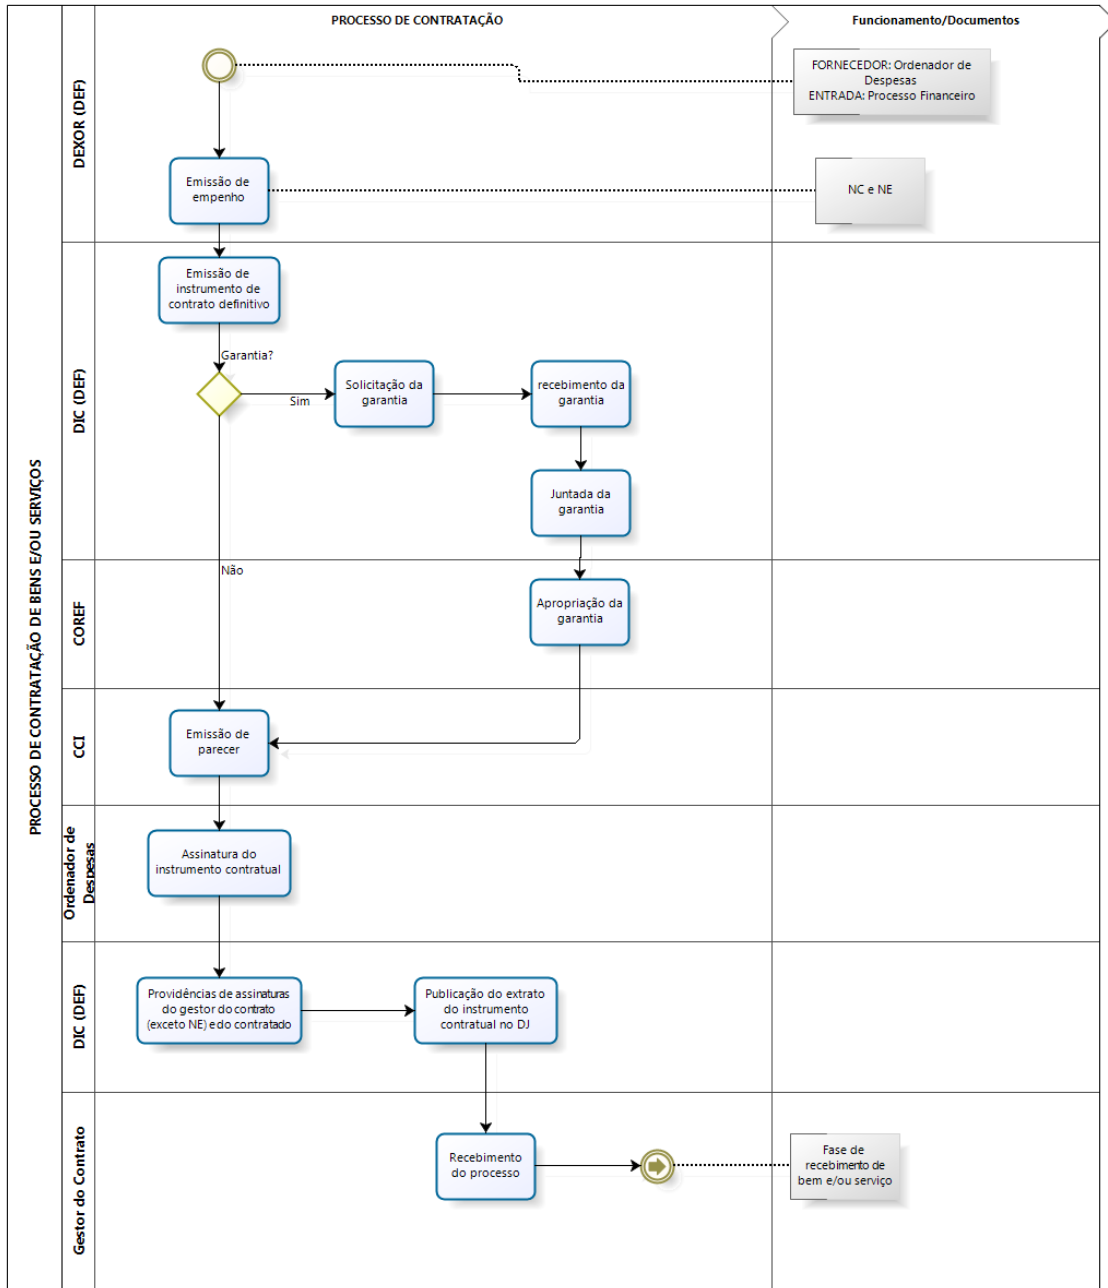 PROCESSO DE CONTRATAÇÃO
Funcionamento/Documentos
PROCESSO DE CONTRATAÇÃO DE BENS E/OU SERVIÇOS
DEXOR (DEF)
FORNECEDOR: Ordenador de
Despesas
ENTRADA: Processo Financeiro
Emissão de
empenho
NC e NE
DIC (DEF)
Emissão de
instrumento de
contrato definitivo
Garantia?
Sim
Solicitação da
garantia
recebimento da
garantia
Juntada da
garantia
Não
COREF
Apropriação da
garantia
CCI
Emissão de
parecer
Ordenador de
Despesas
Assinatura do
instrumento contratual
DIC (DEF)
Providências de assinaturas
do gestor do contrato
(exceto NE) e do contratado
Publicação do extrato
do instrumento
contratual no DJ
Gestor do Contrato
Recebimento
do processo
Fase de
recebimento de
bem e/ou serviço